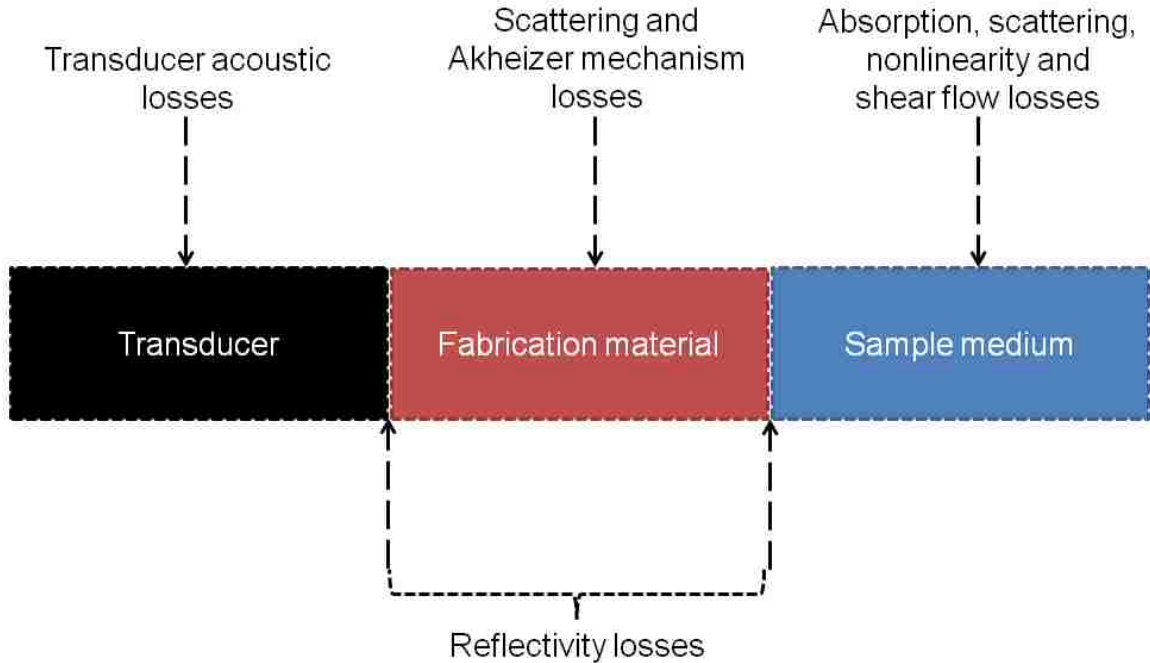 Transducer acoustic
losses
Scattering and
Akheizer mechanism
losses
Absorption, scattering,
nonlinearity and
shear flow losses
Transducer
Fabrication material
Sample medium
Reflectivity losses